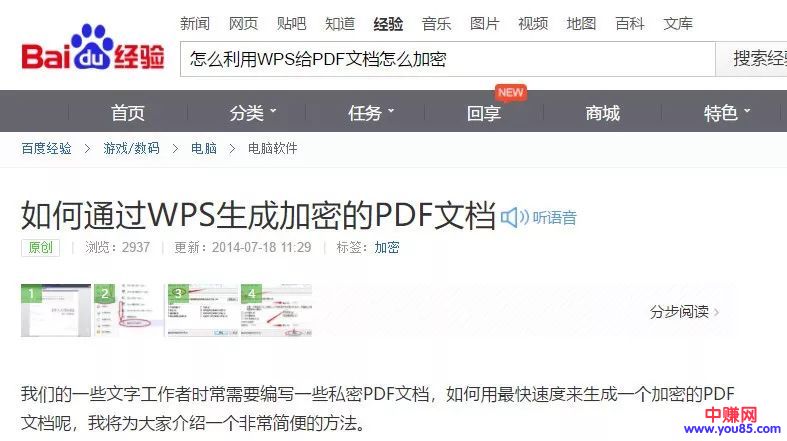 新闻 网页 贴吧 知道 经验 音乐 图片 视频 地图 百科 文库
Bai du 经验
怎么利用WPS给PDF文档怎么加密 搜索经验
NEW
首页 分类 任务 回享 商城 特色
百度经验 > 游戏/数码 > 电脑 > 电脑软件
如何通过WPS生成加密的PDF文档 听语音
原创 | 浏览：2937 | 更新：2014-07-18 11:29 | 标签：加密
1 2 3 4
分步阅读 >
我们的一些文字工作者时常需要编写一些私密PDF文档，如何用最快速度来生成一个加密的PDF
文档呢，我将为大家介绍一个非常简便的方法。
中赚网
www.you85.com